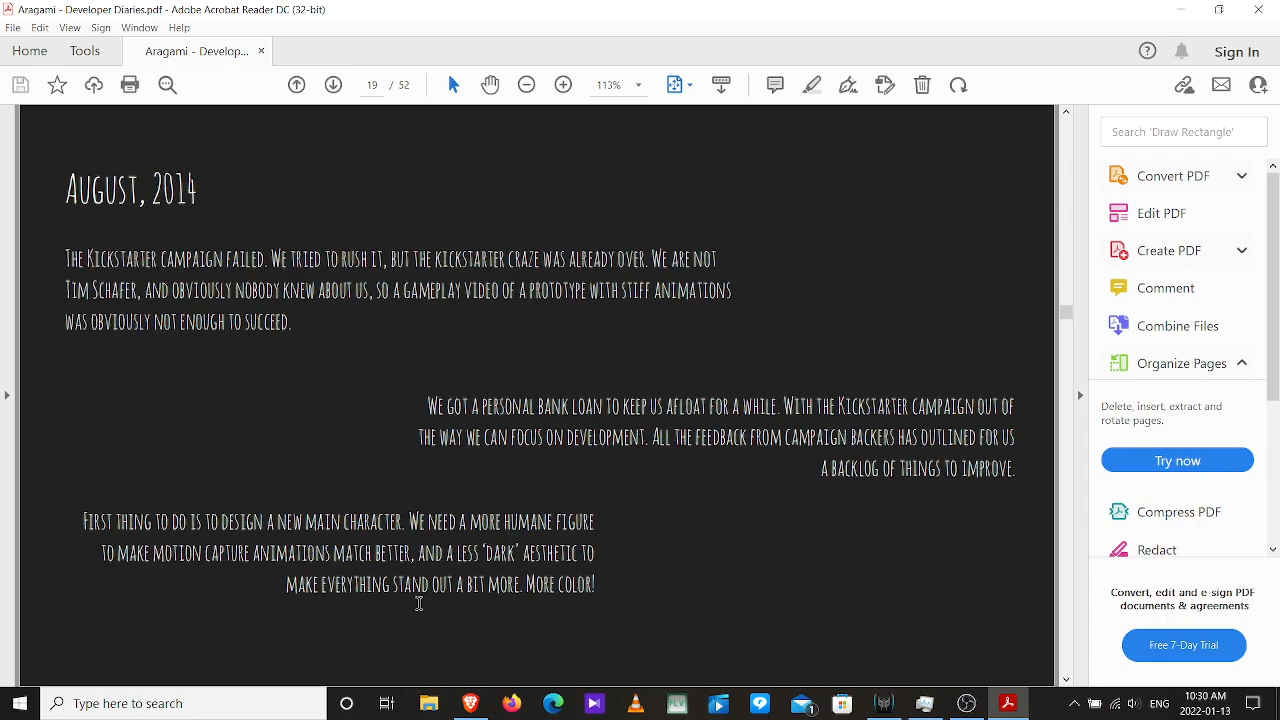 Aragami - Developer Diaries.pdf - Adobe Acrobat Reader DC (32-bit)
File Edit View Sign Window Help
Home Tools Aragami - Develop... × Sign In
19 / 52 113%
Search 'Draw Rectangle'
Convert PDF
Edit PDF
Create PDF
Comment
Combine Files
Organize Pages
Delete, insert, extract and
rotate pages.
Try now
Compress PDF
Redact
Convert, edit and e-sign PDF
documents & agreements
Free 7-Day Trial
August, 2014
The Kickstarter campaign failed. We tried to rush it, but the kickstarter craze was already over. We are not
Tim Schafer, and obviously nobody knew about us, so a gameplay video of a prototype with stiff animations
was obviously not enough to succeed.
We got a personal bank loan to keep us afloat for a while. With the Kickstarter campaign out of
the way we can focus on development. All the feedback from campaign backers has outlined for us
a backlog of things to improve.
First thing to do is to design a new main character. We need a more humane figure
to make motion capture animations match better, and a less ‘dark’ aesthetic to
make everything stand out a bit more. More color!
Type here to search
FLV
1
ENG
10:30 AM
2022-01-13